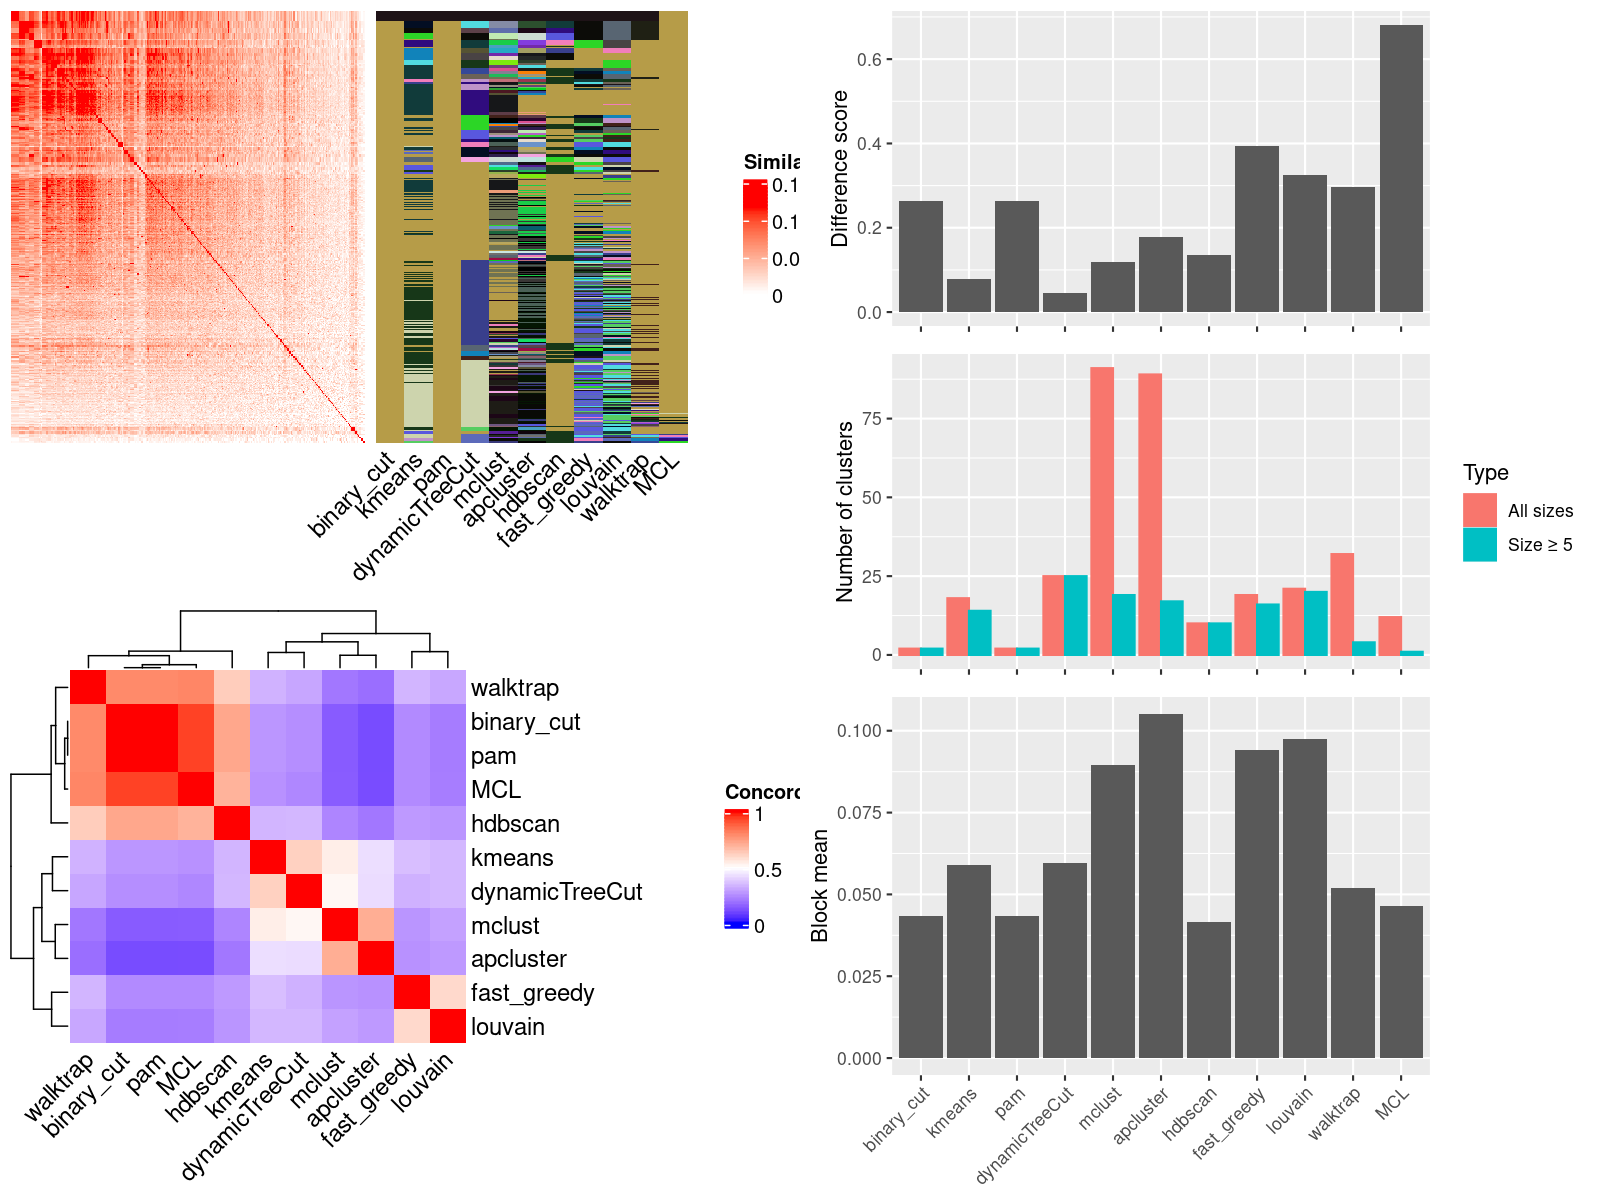 Simila
0.1
0.1
0.0
0
binary_cut
kmeans
pam
dynamicTreeCut
mclust
apcluster
hdbscan
fast_greedy
louvain
walktrap
MCL
walktrap
binary_cut
pam
MCL
hdbscan
kmeans
dynamicTreeCut
mclust
apcluster
fast_greedy
louvain
Concord
1
0.5
0
walktrap
binary_cut
pam
MCL
hdbscan
kmeans
dynamicTreeCut
mclust
apcluster
fast_greedy
louvain
Difference score
0.6
0.4
0.2
0.0
Number of clusters
75
50
25
0
Type
All sizes
Size ≥ 5
Block mean
0.100
0.075
0.050
0.025
0.000
binary_cut
kmeans
pam
dynamicTreeCut
mclust
apcluster
hdbscan
fast_greedy
louvain
walktrap
MCL